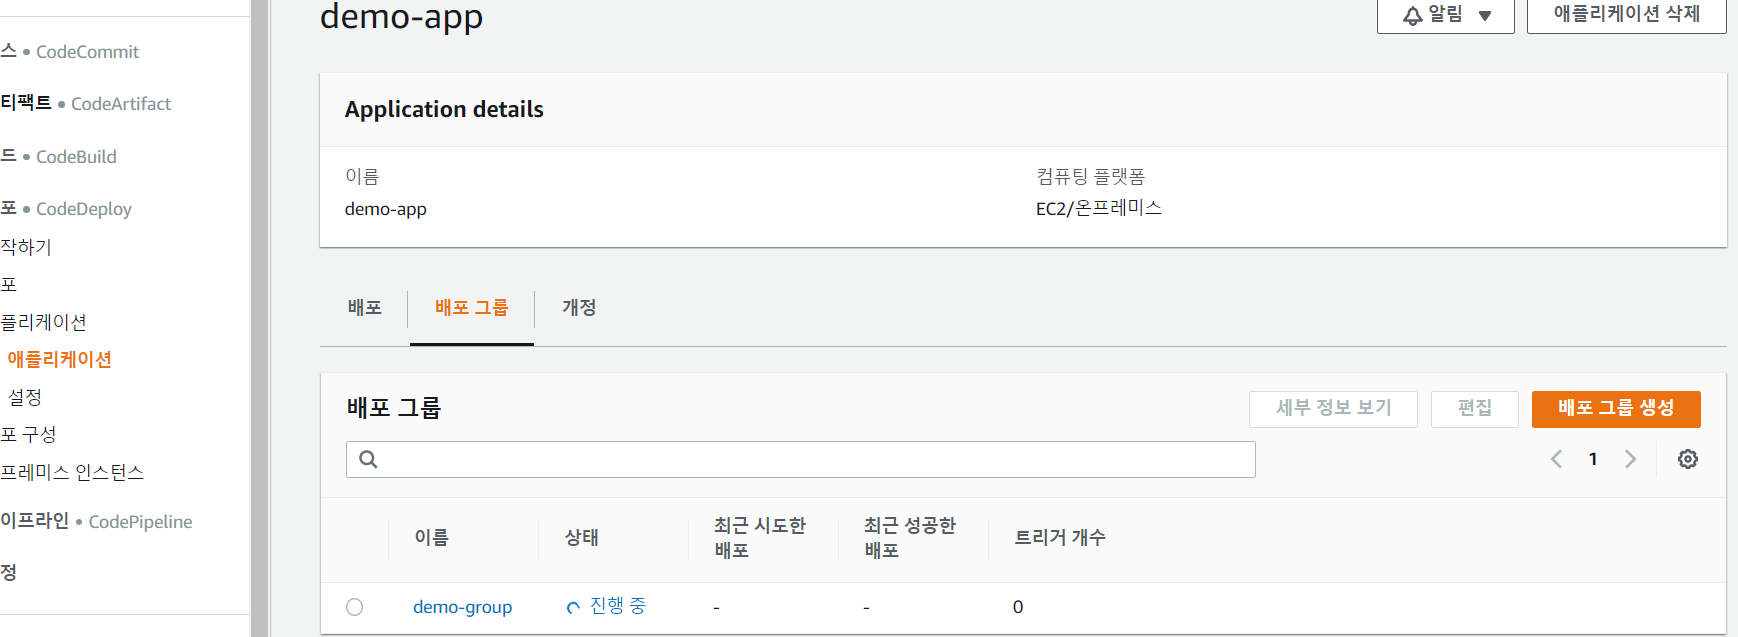 스 • CodeCommit
티팩트 • CodeArtifact
드 • CodeBuild
포 • CodeDeploy
작하기
포
플리케이션
애플리케이션
설정
포 구성
프레미스 인스턴스
이프라인 • CodePipeline
정
demo-app
알림 ▼
애플리케이션 삭제
Application details
이름
demo-app
컴퓨팅 플랫폼
EC2/온프레미스
배포
배포 그룹
개정
배포 그룹
세부 정보 보기
편집
배포 그룹 생성
1
이름
상태
최근 시도한
배포
최근 성공한
배포
트리거 개수
demo-group
진행 중
-
-
0